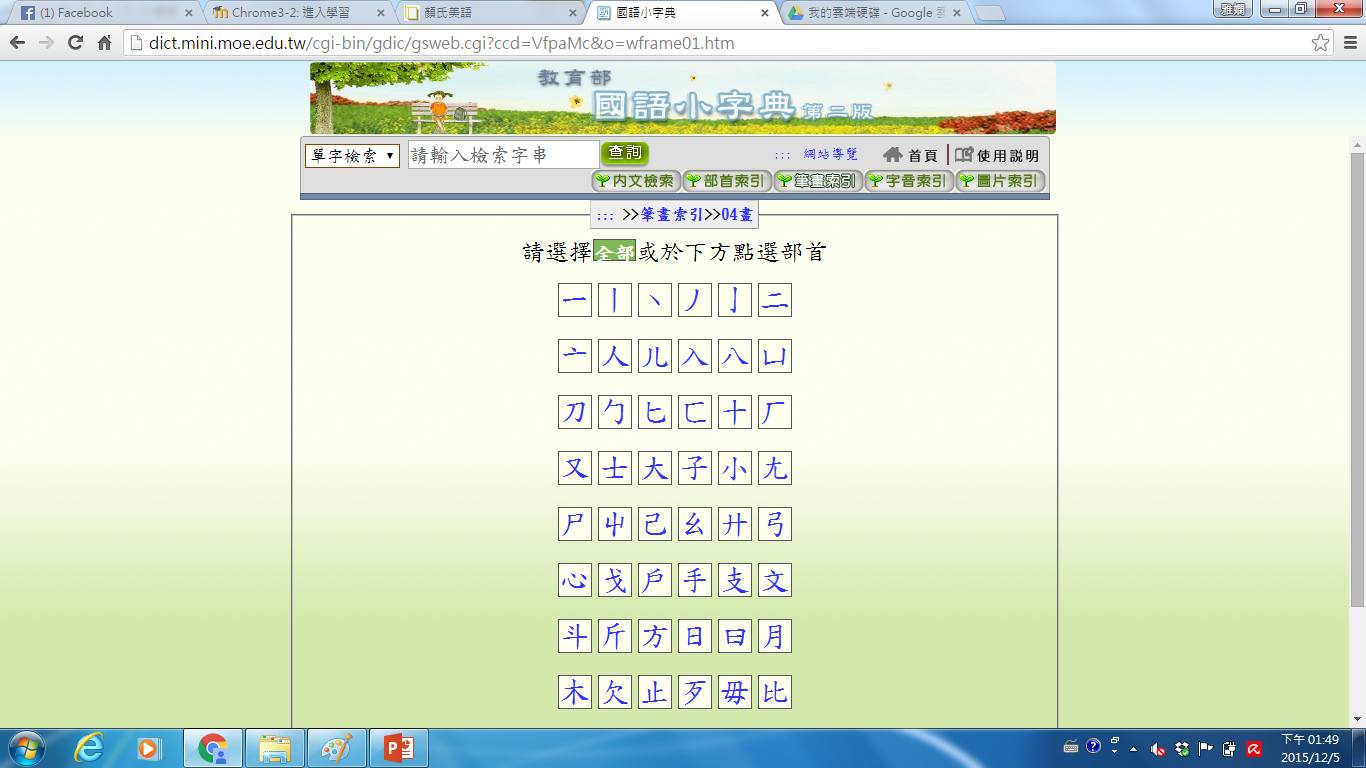 (1) Facebook
Chrome3-2: 進入學習
顏氏美語
國語小字典
我的雲端硬碟 - Google 雲
雅嫻
dict.mini.moe.edu.tw/cgi-bin/gdic/gsweb.cgi?ccd=VfpaMc&o=wframe01.htm
教育部
國語小字典 第二版
單字檢索 ▼ 請輸入檢索字串 查詢 ::: 網站導覽 首頁 使用說明
內文檢索 部首索引 筆畫索引 字音索引 圖片索引
::: >>筆畫索引>>04畫
請選擇全部或於下方點選部首
一 丨 丶 丿 亅 二
亠 人 儿 入 八 凵
刀 勹 匕 匚 十 厂
又 士 大 子 小 尢
尸 屮 己 幺 廾 弓
心 戈 戶 手 支 文
斗 斤 方 日 曰 月
木 欠 止 歹 毋 比
下午 01:49
2015/12/5